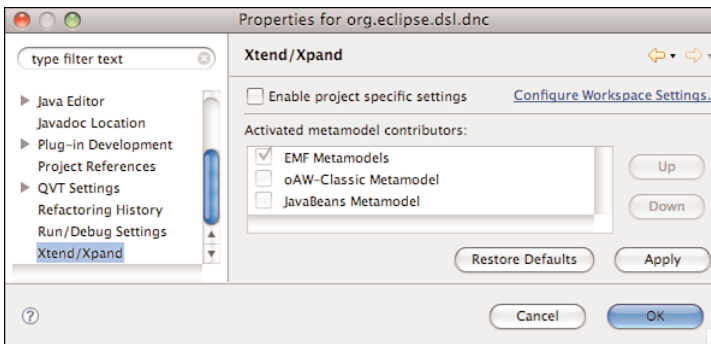 Properties for org.eclipse.dsl.dnc
type filter text
Java Editor
Javadoc Location
Plug-in Development
Project References
QVT Settings
Refactoring History
Run/Debug Settings
Xtend/Xpand
Xtend/Xpand
Enable project specific settings
Configure Workspace Settings.
Activated metamodel contributors:
EMF Metamodels
oAW-Classic Metamodel
JavaBeans Metamodel
Up
Down
Restore Defaults
Apply
?
Cancel
OK